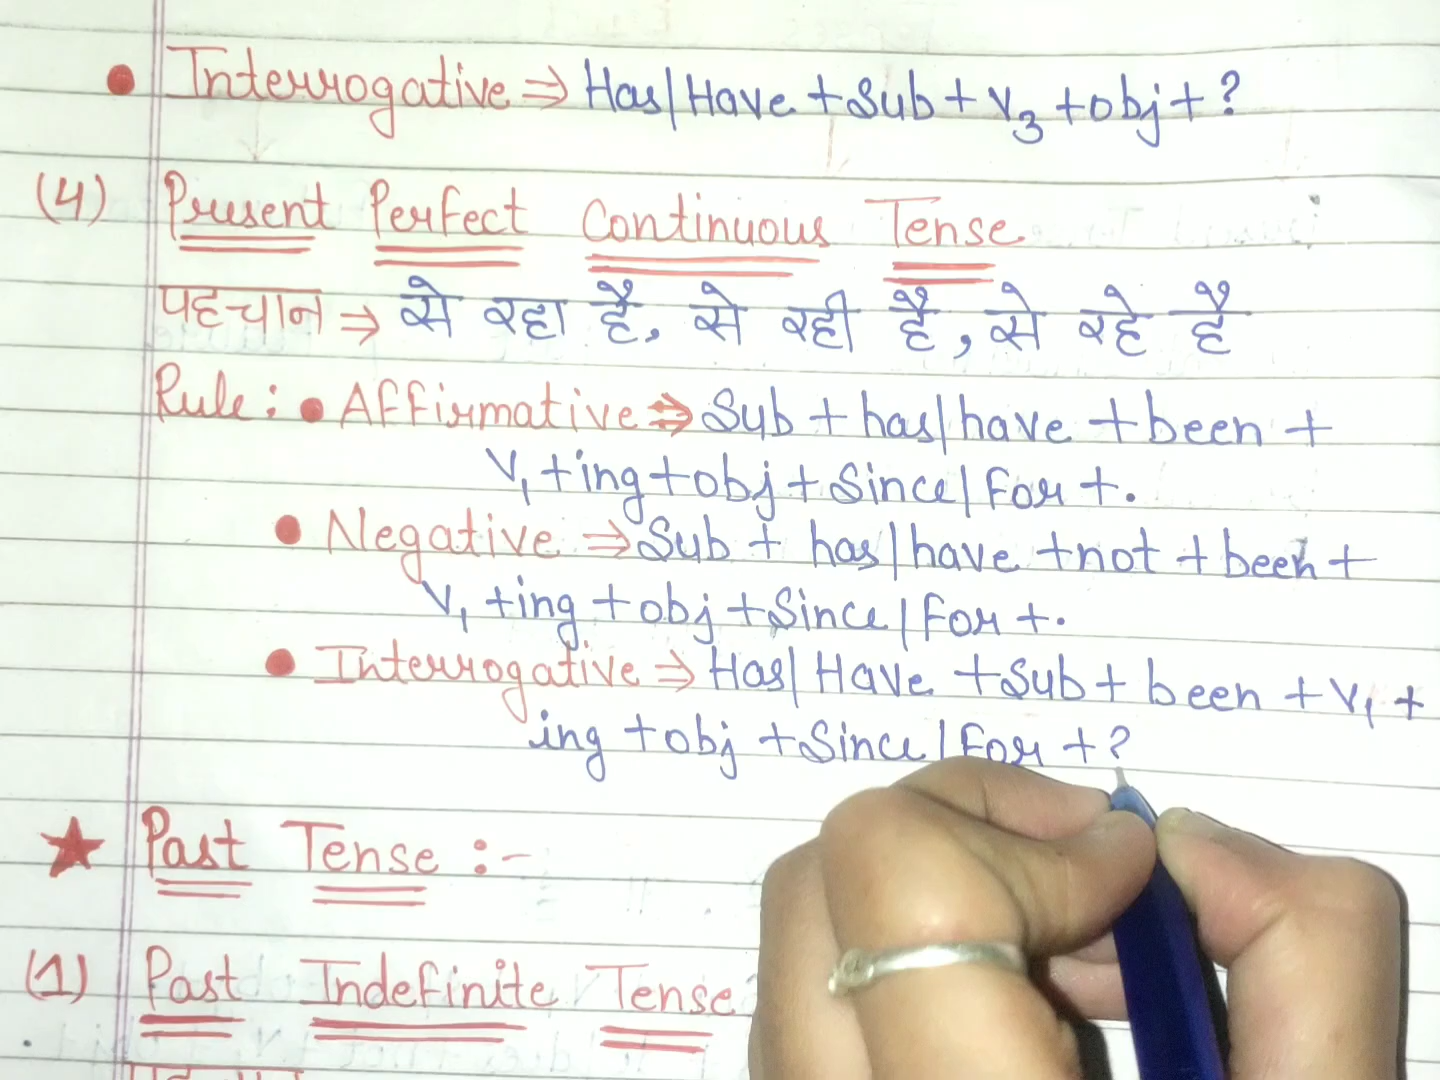 • Interrogative ⇒ Has/Have + Sub + V₃ + obj + ?
(4) Present Perfect Continuous Tense
पहचान ⇒ से रहा है, से रही है, से रहे है
Rule : • Affirmative ⇒ Sub + has/have + been +
V₁ + ing + obj + Since/For + .
• Negative ⇒ Sub + has/have + not + been +
V₁ + ing + obj + Since/For + .
• Interrogative ⇒ Has/Have + Sub + been + V₁ +
ing + obj + Since/For + ?
★ Past Tense :-
(1) Past Indefinite Tense